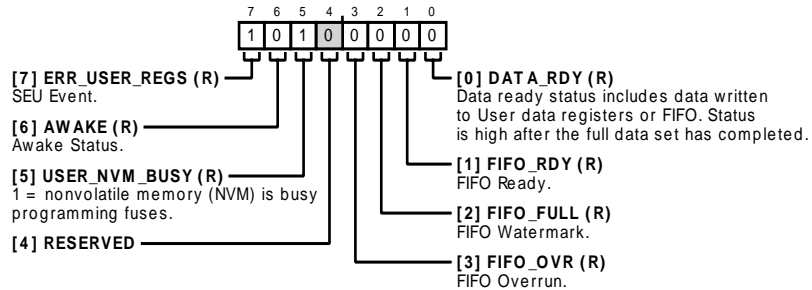 7 6 5 4 3 2 1 0
1 0 1 0 0 0 0 0
[7] ERR_USER_REGS (R)
SEU Event.
[6] AWAKE (R)
Awake Status.
[5] USER_NVM_BUSY (R)
1 = nonvolatile memory (NVM) is busy
programming fuses.
[4] RESERVED
[0] DATA_RDY (R)
Data ready status includes data written
to User data registers or FIFO. Status
is high after the full data set has completed.
[1] FIFO_RDY (R)
FIFO Ready.
[2] FIFO_FULL (R)
FIFO Watermark.
[3] FIFO_OVR (R)
FIFO Overrun.